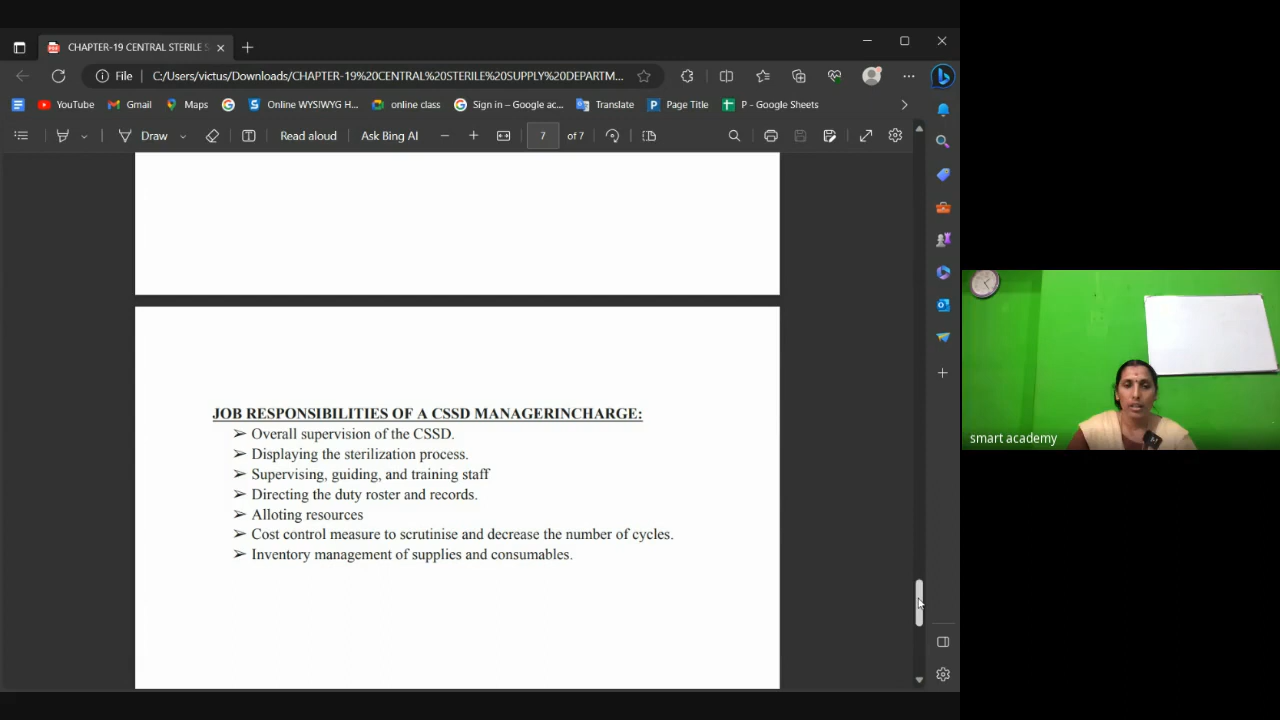 CHAPTER-19 CENTRAL STERILE S
File
C:/Users/victus/Downloads/CHAPTER-19%20CENTRAL%20STERILE%20SUPPLY%20DEPARTM...
YouTube
Gmail
Maps
Online WYSIWYG H...
online class
Sign in – Google ac...
Translate
Page Title
P - Google Sheets
Draw
Read aloud
Ask Bing AI
7 of 7
JOB RESPONSIBILITIES OF A CSSD MANAGERINCHARGE:
➢ Overall supervision of the CSSD.
➢ Displaying the sterilization process.
➢ Supervising, guiding, and training staff
➢ Directing the duty roster and records.
➢ Alloting resources
➢ Cost control measure to scrutinise and decrease the number of cycles.
➢ Inventory management of supplies and consumables.
smart academy